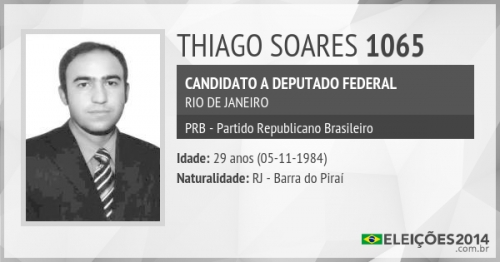 THIAGO SOARES 1065
CANDIDATO A DEPUTADO FEDERAL
RIO DE JANEIRO
PRB - Partido Republicano Brasileiro
Idade: 29 anos (05-11-1984)
Naturalidade: RJ - Barra do Piraí
ELEIÇÕES2014
.com.br